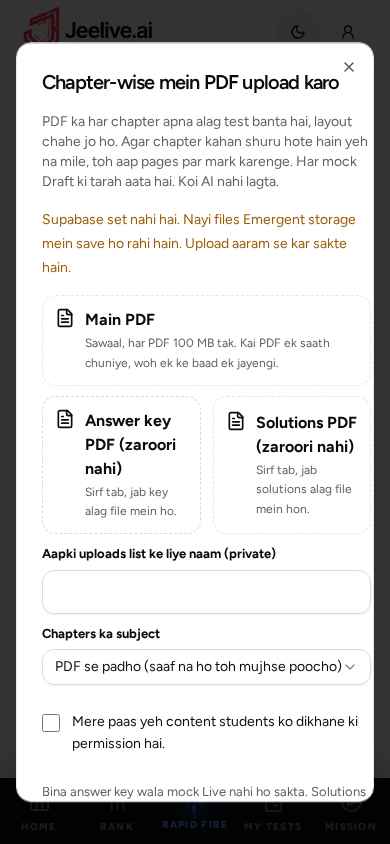 Jeelive.ai
Chapter-wise mein PDF upload karo
PDF ka har chapter apna alag test banta hai, layout
chahe jo ho. Agar chapter kahan shuru hote hain yeh
na mile, toh aap pages par mark karenge. Har mock
Draft ki tarah aata hai. Koi AI nahi lagta.
Supabase set nahi hai. Nayi files Emergent storage
mein save ho rahi hain. Upload aaram se kar sakte
hain.
Main PDF
Sawaal, har PDF 100 MB tak. Kai PDF ek saath
chuniye, woh ek ke baad ek jayengi.
Answer key
PDF (zaroori
nahi)
Sirf tab, jab key
alag file mein ho.
Solutions PDF
(zaroori nahi)
Sirf tab, jab
solutions alag file
mein hon.
Aapki uploads list ke liye naam (private)
Chapters ka subject
PDF se padho (saaf na ho toh mujhse poocho)
Mere paas yeh content students ko dikhane ki
permission hai.
Bina answer key wala mock Live nahi ho sakta. Solutions
HOME
RANK
RAPID FIRE
MY TESTS
MISSION